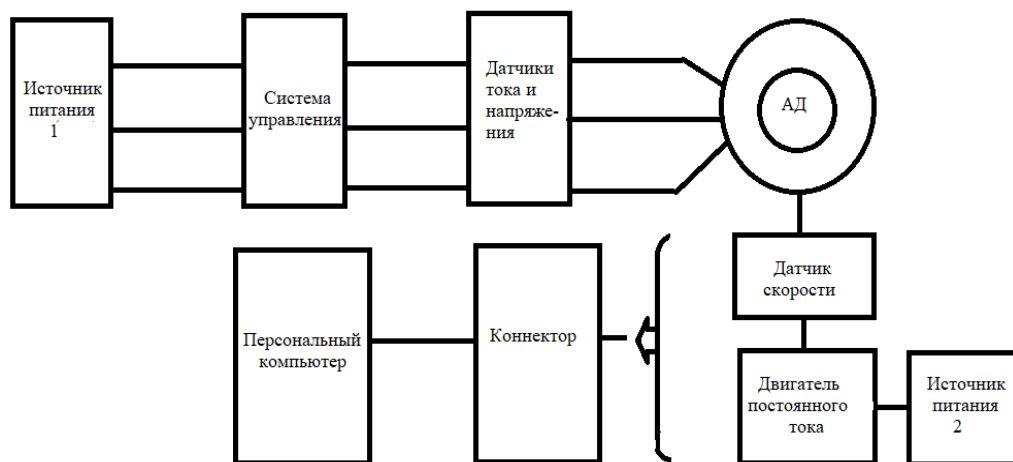 Источник
питания
1
Система
управления
Датчики
тока и
напряже-
ния
АД
Датчик
скорости
Персональный
компьютер
Коннектор
Двигатель
постоянного
тока
Источник
питания
2